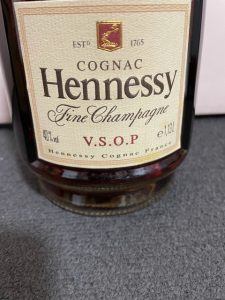 ESTD 1765
COGNAC
Hennessy
Fine Champagne
40%vol
V.S.O.P
Hennessy Cognac France